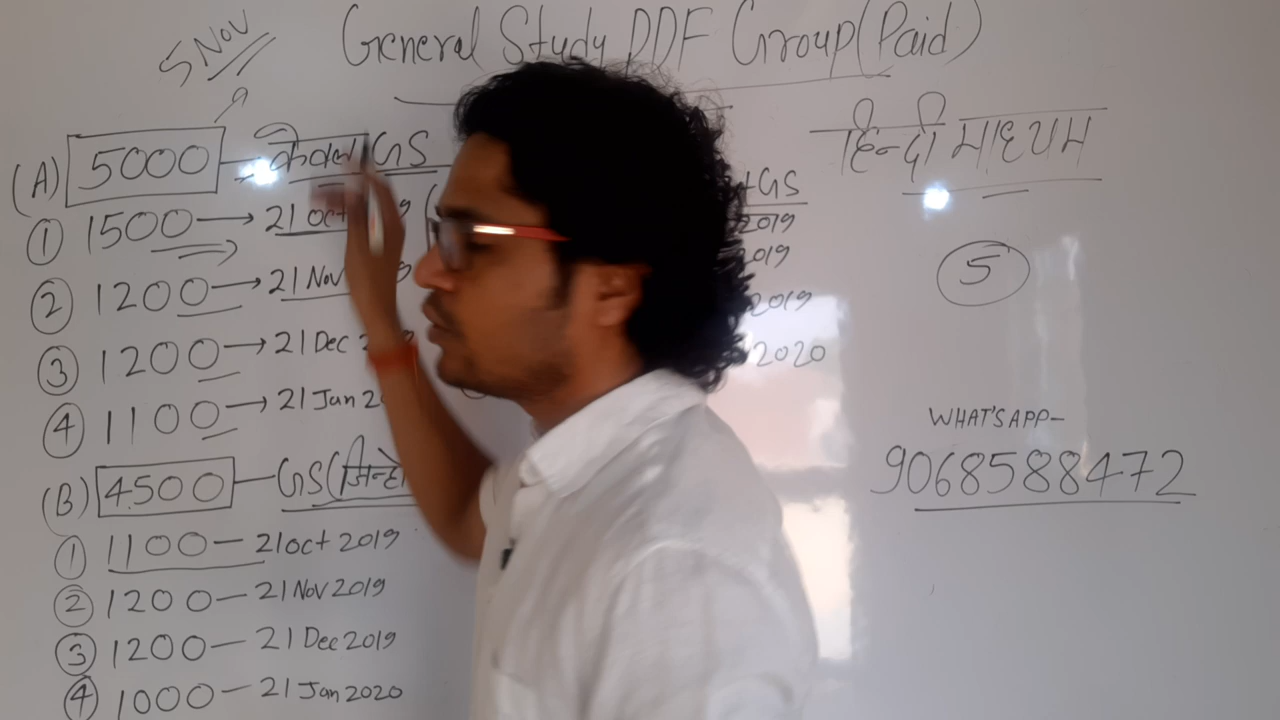 General Study PDF Group(Paid)
5 Nov
(A) 5000 — केवल GS
① 1500 → 21 Oct
② 1200 → 21 Nov
③ 1200 → 21 Dec 2
④ 1100 → 21 Jan 2
(B) 4500 — GS(
① 1100 — 21 Oct 2019
② 1200 — 21 Nov 2019
③ 1200 — 21 Dec 2019
④ 1000 — 21 Jan 2020
+GS
2019
2019
2019
2020
हिन्दी माध्यम
5
WHAT'SAPP-
9068588472